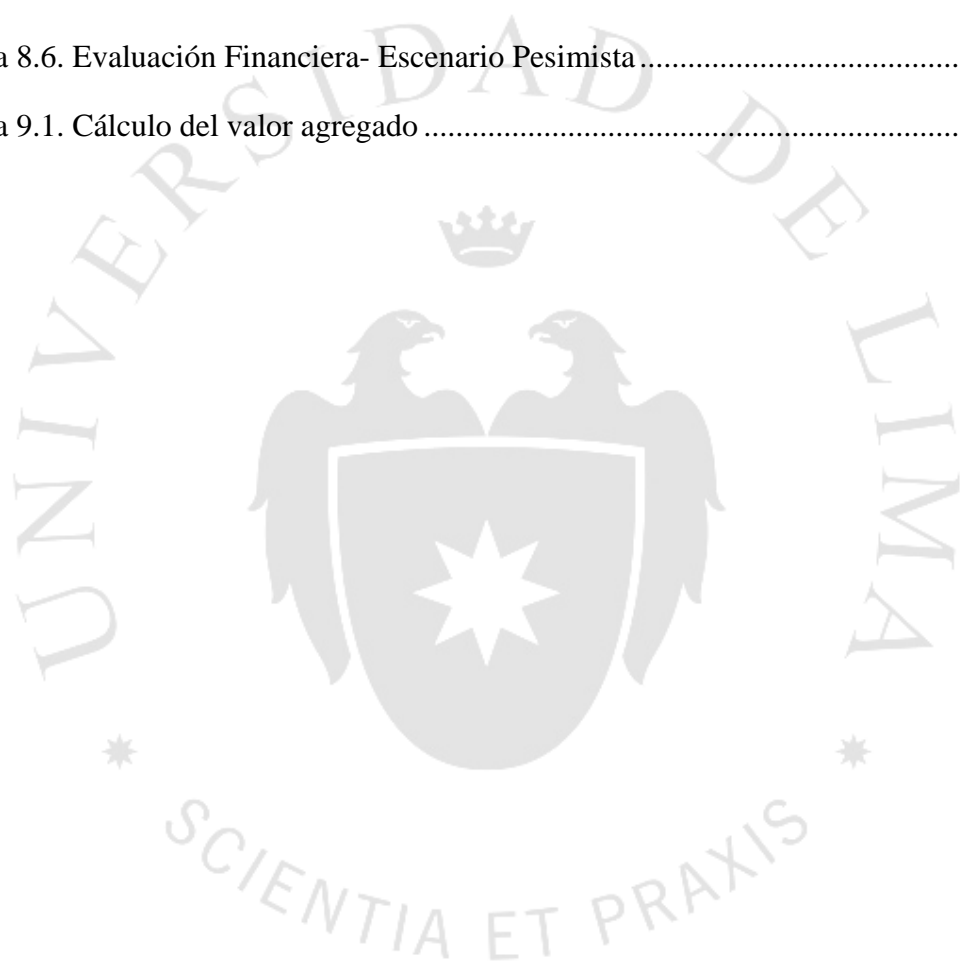 a 8.6. Evaluación Financiera- Escenario Pesimista ....................................
a 9.1. Cálculo del valor agregado ...................................................................
UNIVERSIDAD DE LIMA
SCIENTIA ET PRAXIS